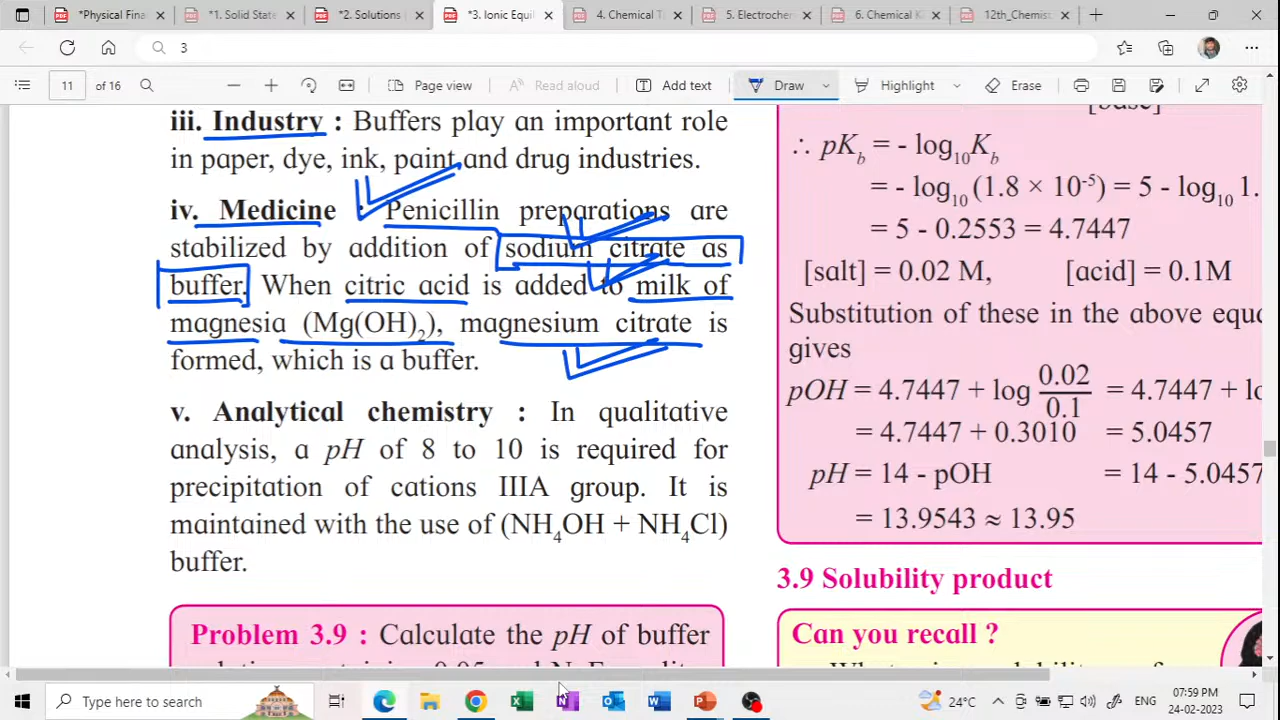 *Physical Fina
*1. Solid State
*2. Solutions
*3. Ionic Equil
4. Chemical T
5. Electrochem
6. Chemical K
12th_Chemist
3
11 of 16
Page view
Read aloud
Add text
Draw
Highlight
Erase
iii. Industry : Buffers play an important role
in paper, dye, ink, paint and drug industries.
iv. Medicine : Penicillin preparations are
stabilized by addition of sodium citrate as
buffer. When citric acid is added to milk of
magnesia (Mg(OH)₂), magnesium citrate is
formed, which is a buffer.
v. Analytical chemistry : In qualitative
analysis, a pH of 8 to 10 is required for
precipitation of cations IIIA group. It is
maintained with the use of (NH₄OH + NH₄Cl)
buffer.
Problem 3.9 : Calculate the pH of buffer
[base]
∴ pK_b = - log₁₀K_b
= - log₁₀ (1.8 × 10⁻⁵) = 5 - log₁₀ 1.
= 5 - 0.2553 = 4.7447
[salt] = 0.02 M, [acid] = 0.1M
Substitution of these in the above equa
gives
pOH = 4.7447 + log 0.02/0.1 = 4.7447 + lo
= 4.7447 + 0.3010 = 5.0457
pH = 14 - pOH = 14 - 5.0457
= 13.9543 ≈ 13.95
3.9 Solubility product
Can you recall ?
Type here to search
24°C
ENG
07:59 PM
24-02-2023